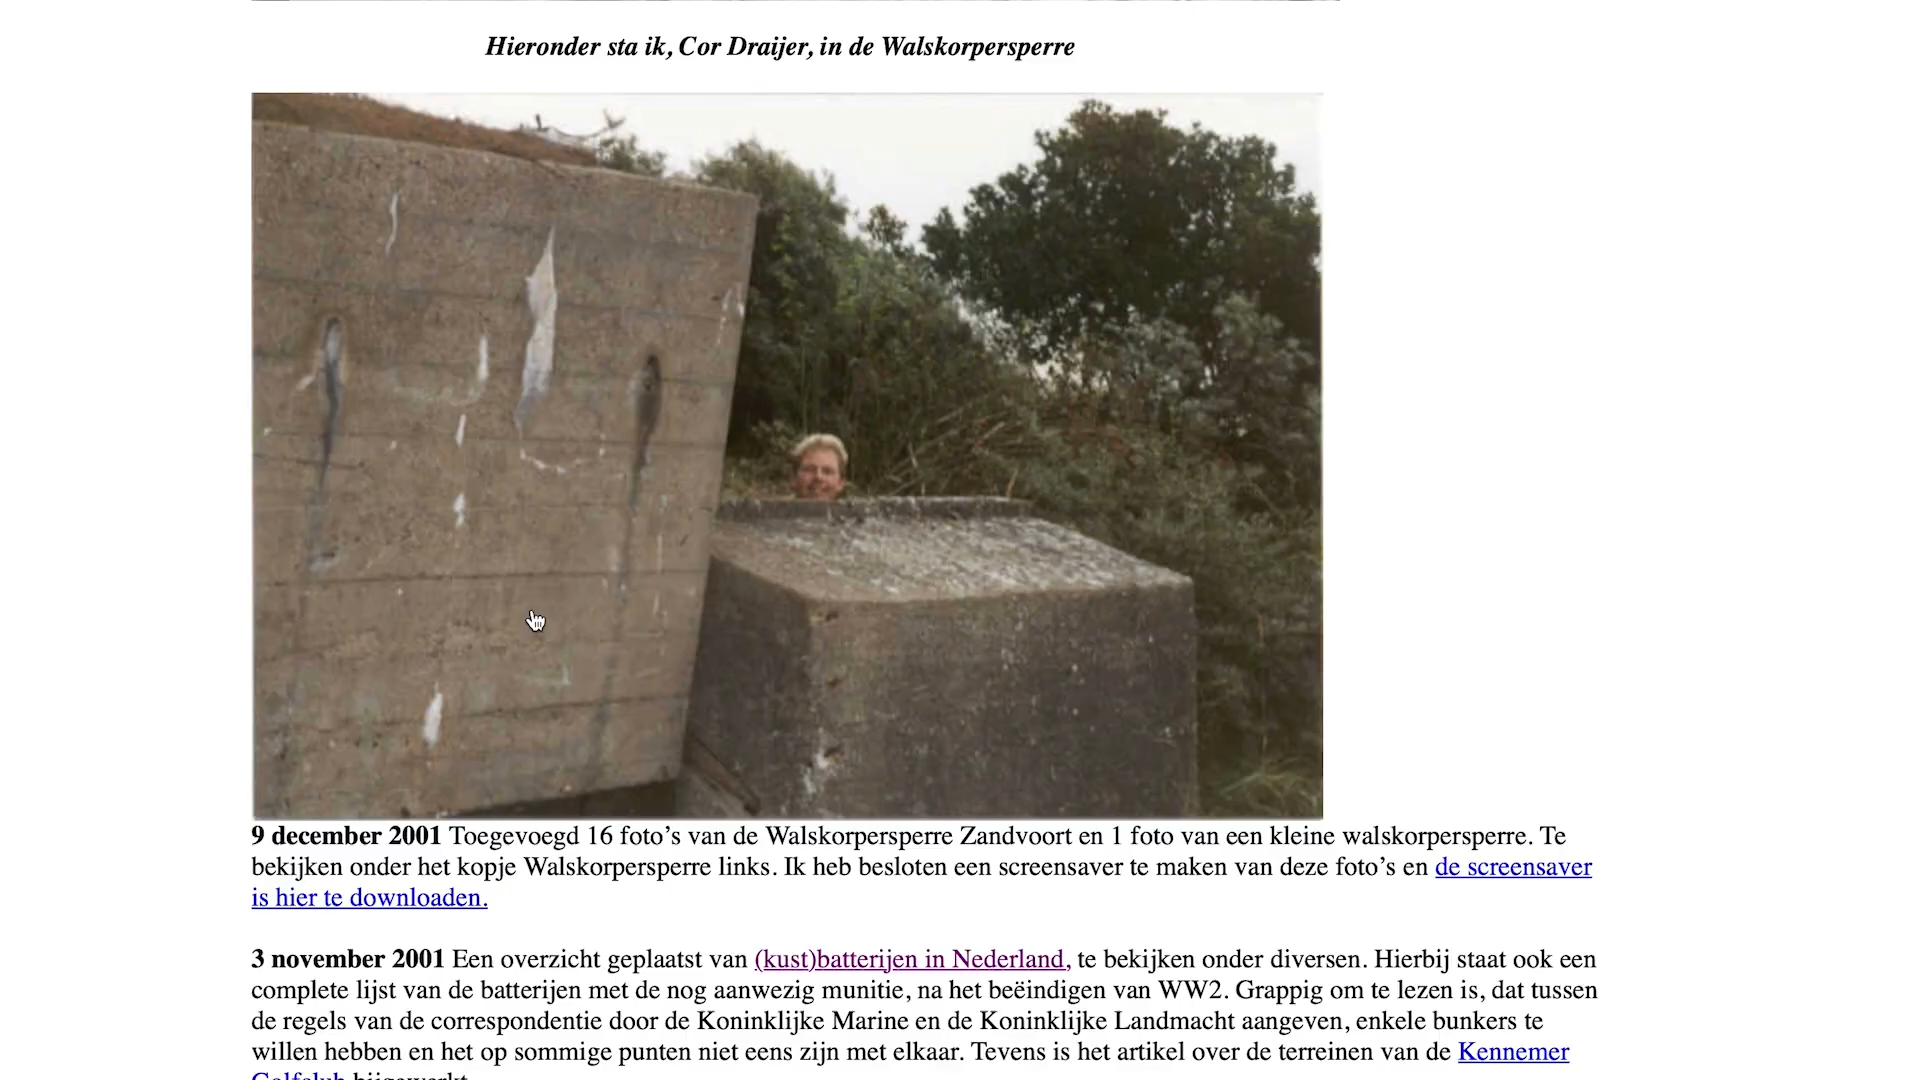 Hieronder sta ik, Cor Draijer, in de Walskorpersperre
9 december 2001 Toegevoegd 16 foto’s van de Walskorpersperre Zandvoort en 1 foto van een kleine walskorpersperre. Te
bekijken onder het kopje Walskorpersperre links. Ik heb besloten een screensaver te maken van deze foto’s en de screensaver
is hier te downloaden.
3 november 2001 Een overzicht geplaatst van (kust)batterijen in Nederland, te bekijken onder diversen. Hierbij staat ook een
complete lijst van de batterijen met de nog aanwezig munitie, na het beëindigen van WW2. Grappig om te lezen is, dat tussen
de regels van de correspondentie door de Koninklijke Marine en de Koninklijke Landmacht aangeven, enkele bunkers te
willen hebben en het op sommige punten niet eens zijn met elkaar. Tevens is het artikel over de terreinen van de Kennemer
Golfclub bijgewerkt